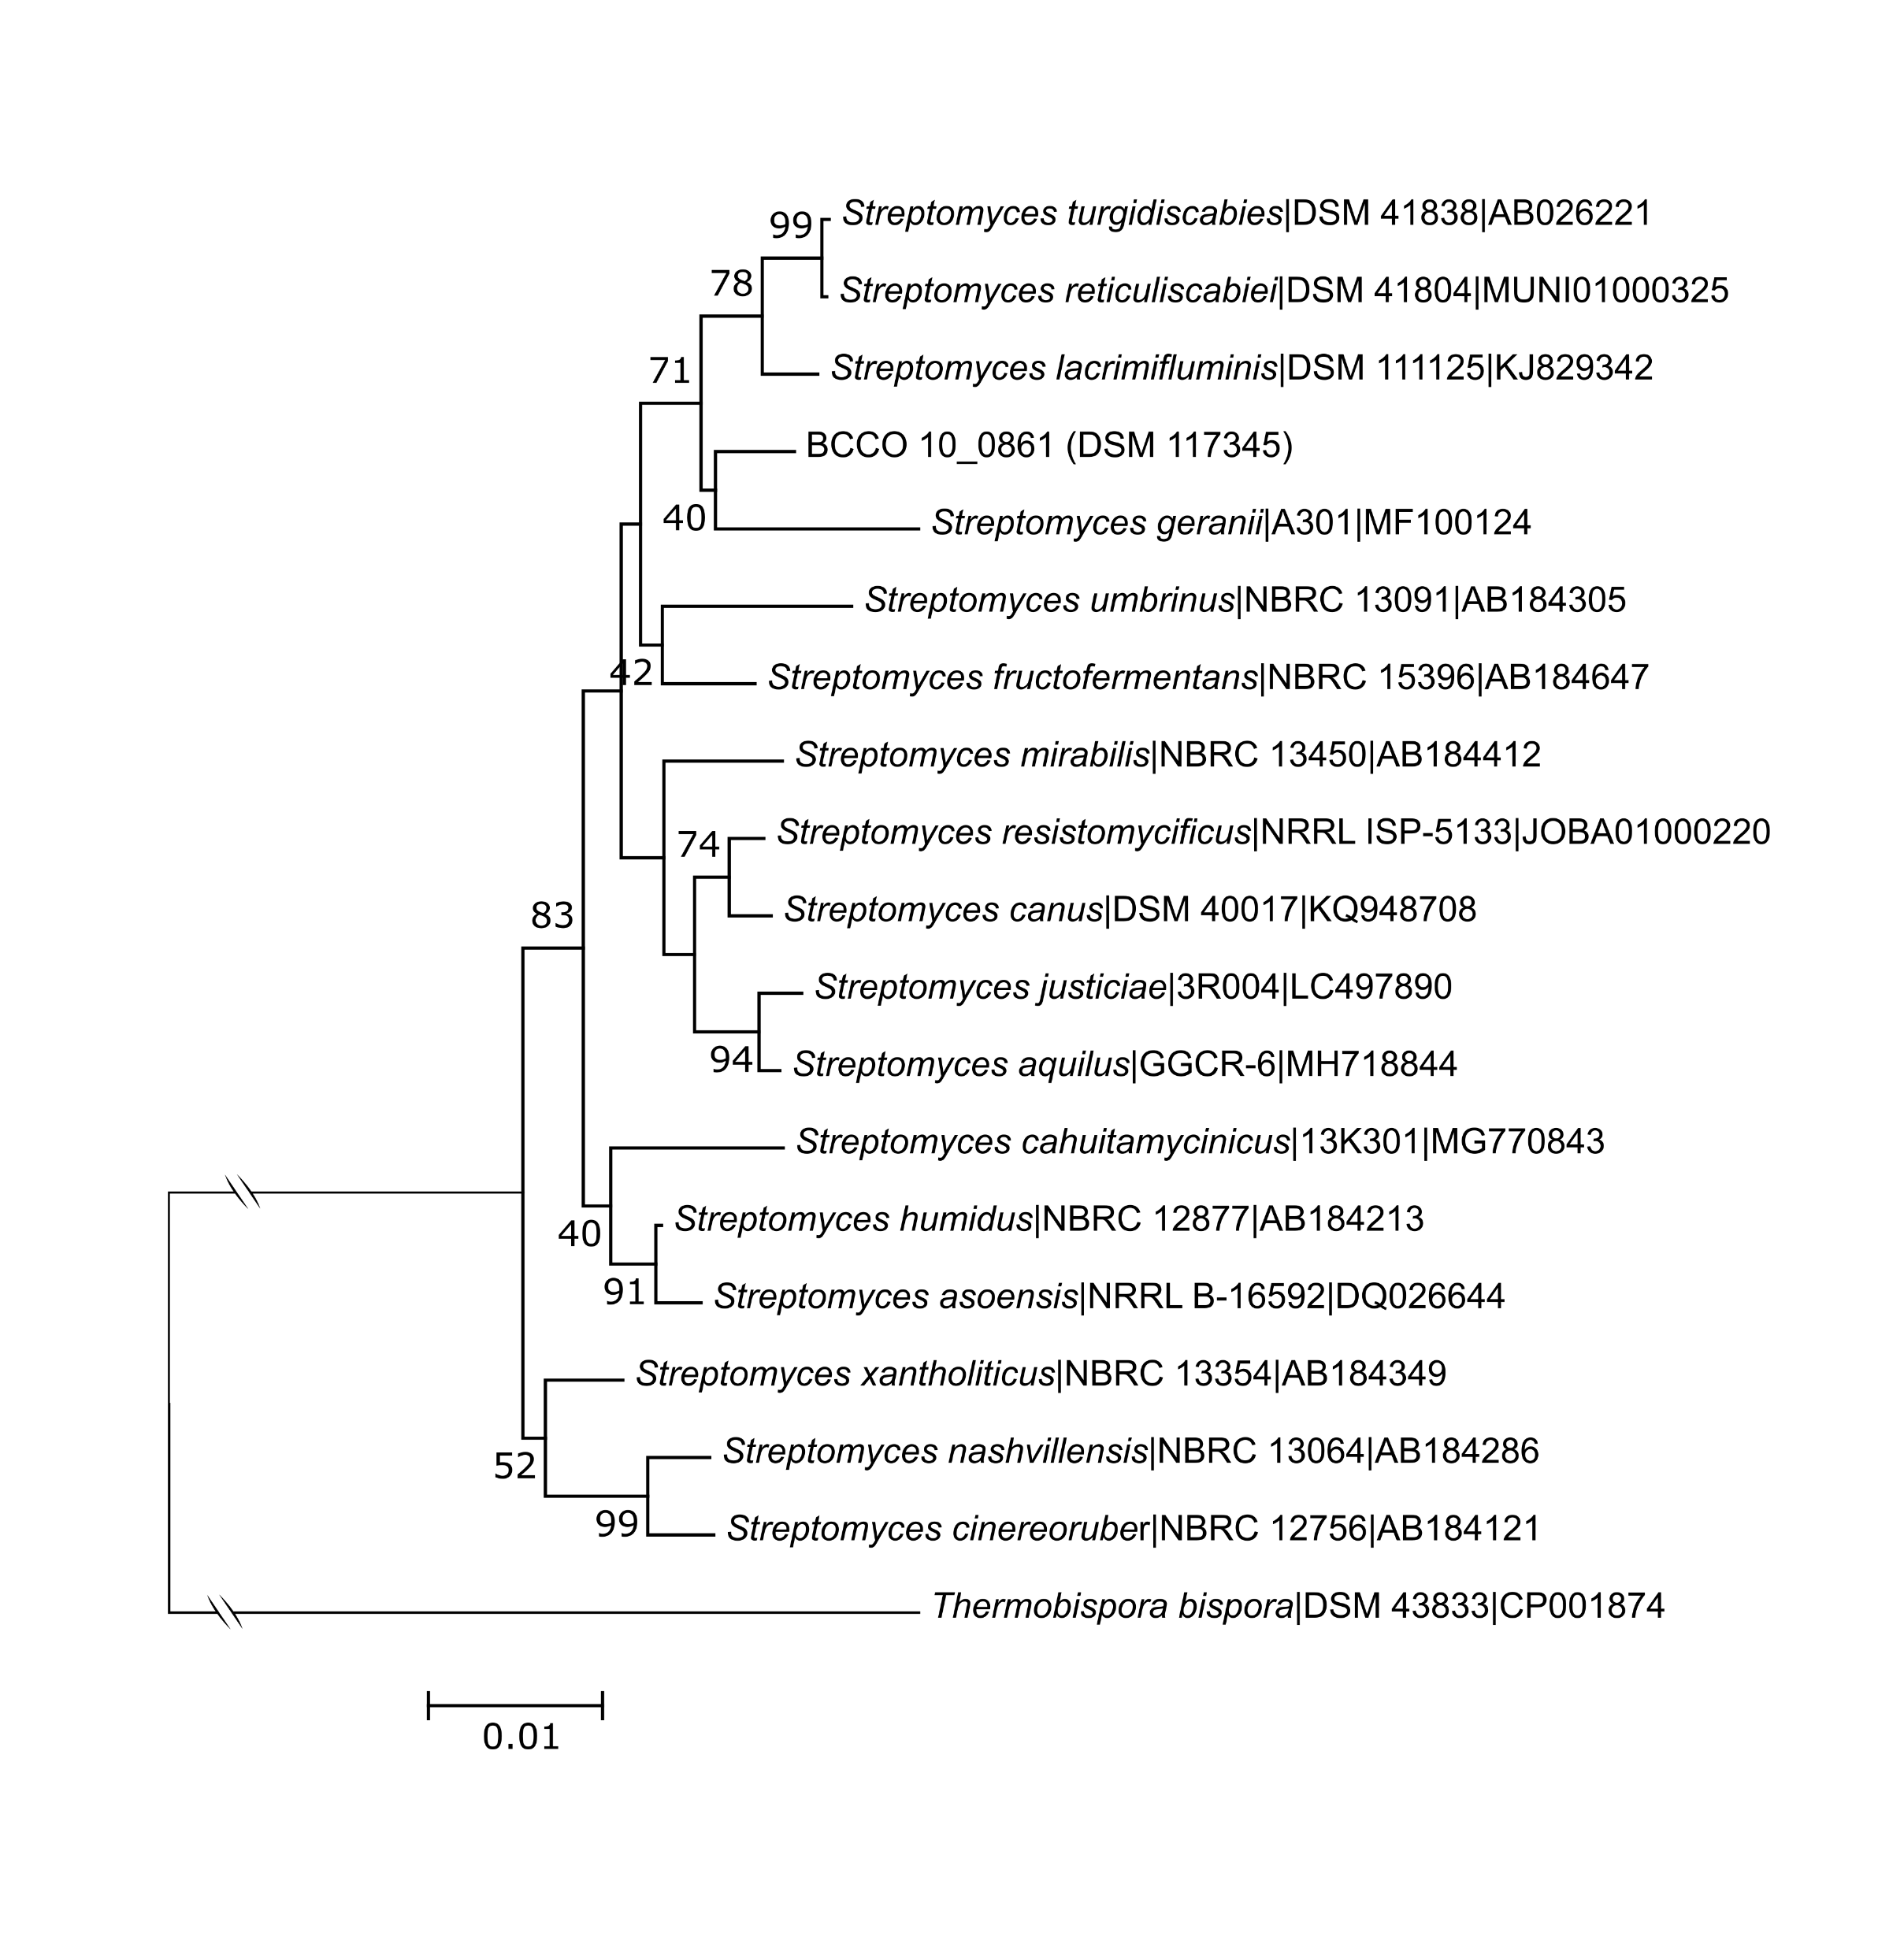 99
Streptomyces turgidiscabies|DSM 41838|AB026221
78
Streptomyces reticuliscabiei|DSM 41804|MUNI01000325
71
Streptomyces lacrimifluminis|DSM 111125|KJ829342
BCCO 10_0861 (DSM 117345)
40
Streptomyces geranii|A301|MF100124
Streptomyces umbrinus|NBRC 13091|AB184305
42
Streptomyces fructofermentans|NBRC 15396|AB184647
Streptomyces mirabilis|NBRC 13450|AB184412
74
Streptomyces resistomycificus|NRRL ISP-5133|JOBA01000220
83
Streptomyces canus|DSM 40017|KQ948708
Streptomyces justiciae|3R004|LC497890
94
Streptomyces aquilus|GGCR-6|MH718844
Streptomyces cahuitamycinicus|13K301|MG770843
40
Streptomyces humidus|NBRC 12877|AB184213
91
Streptomyces asoensis|NRRL B-16592|DQ026644
Streptomyces xantholiticus|NBRC 13354|AB184349
52
Streptomyces nashvillensis|NBRC 13064|AB184286
99
Streptomyces cinereoruber|NBRC 12756|AB184121
Thermobispora bispora|DSM 43833|CP001874
0.01